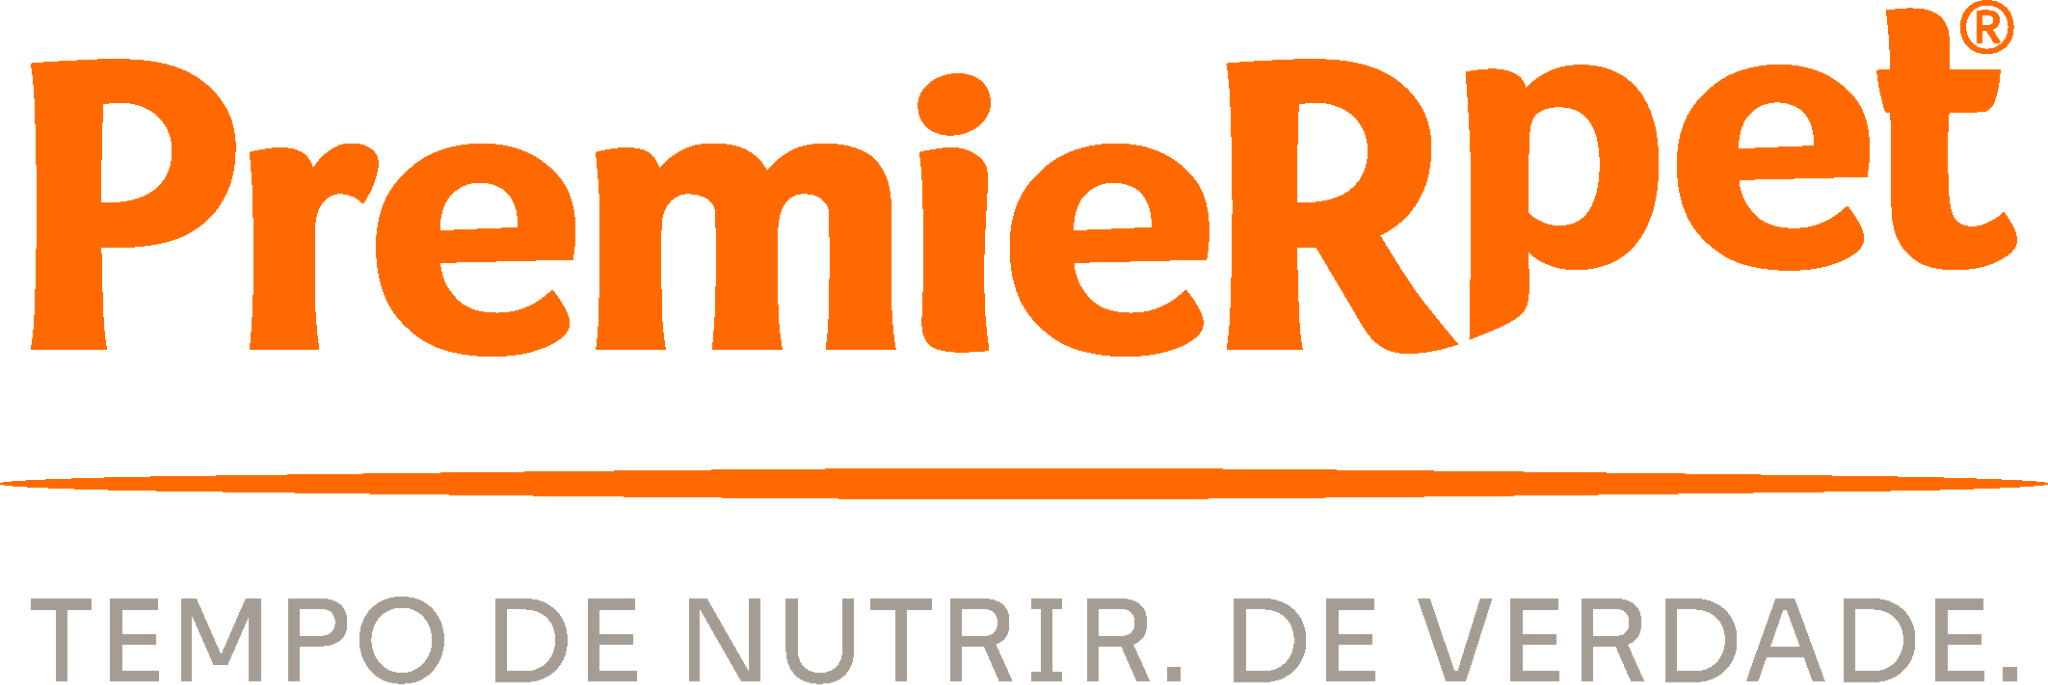 PremieRpet®
TEMPO DE NUTRIR. DE VERDADE.